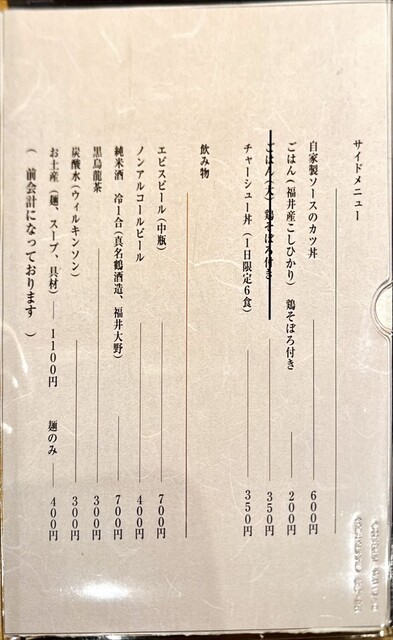 サイドメニュー
自家製ソースのカツ丼 600円
ごはん(福井産こしひかり) 鶏そぼろ付き 200円
ごはん(大) 鶏そぼろ付き 350円
チャーシュー丼(1日限定6食) 350円
飲み物
エビスビール(中瓶) 700円
ノンアルコールビール 400円
純米酒 冷1合(真名鶴酒造、福井大野) 700円
黒烏龍茶 300円
炭酸水(ウィルキンソン) 300円
お土産(麺、スープ、具材) 1100円 麺のみ 400円
( 前会計になっております )